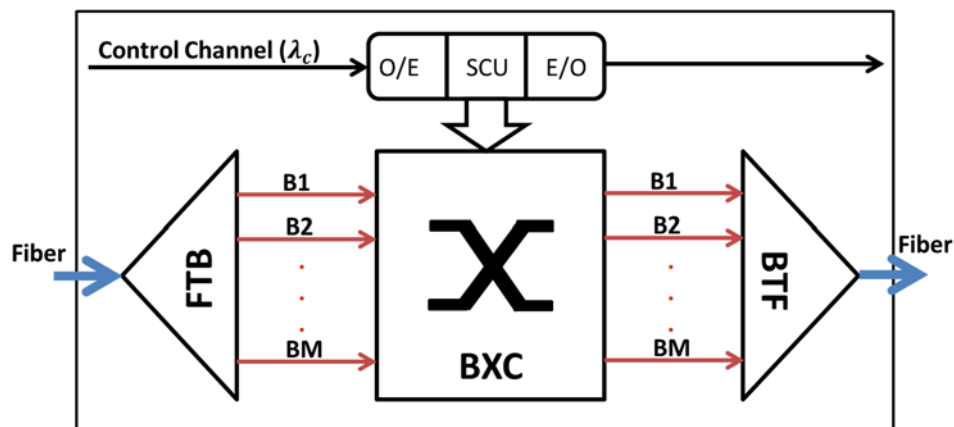 Control Channel (λc)
O/E
SCU
E/O
B1
B2
BM
Fiber
FTB
BXC
B1
B2
BM
BTF
Fiber